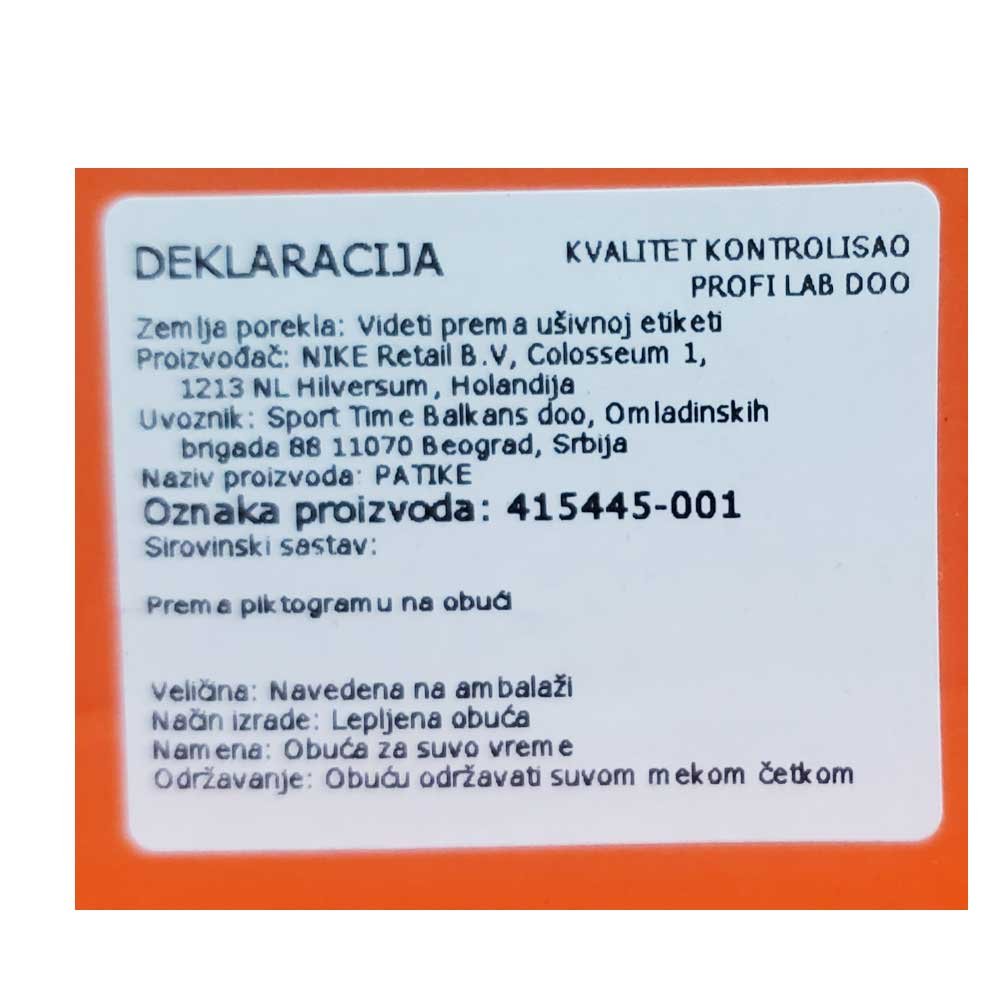 DEKLARACIJA
KVALITET KONTROLISAO
PROFI LAB DOO
Zemlja porekla: Videti prema ušivnoj etiketi
Proizvođač: NIKE Retail B.V, Colosseum 1,
1213 NL Hilversum, Holandija
Uvoznik: Sport Time Balkans doo, Omladinskih
brigada 88 11070 Beograd, Srbija
Naziv proizvoda: PATIKE
Oznaka proizvoda: 415445-001
Sirovinski sastav:
Prema piktogramu na obući
Veličina: Navedena na ambalaži
Način izrade: Lepljena obuća
Namena: Obuća za suvo vreme
Održavanje: Obuću održavati suvom mekom četkom